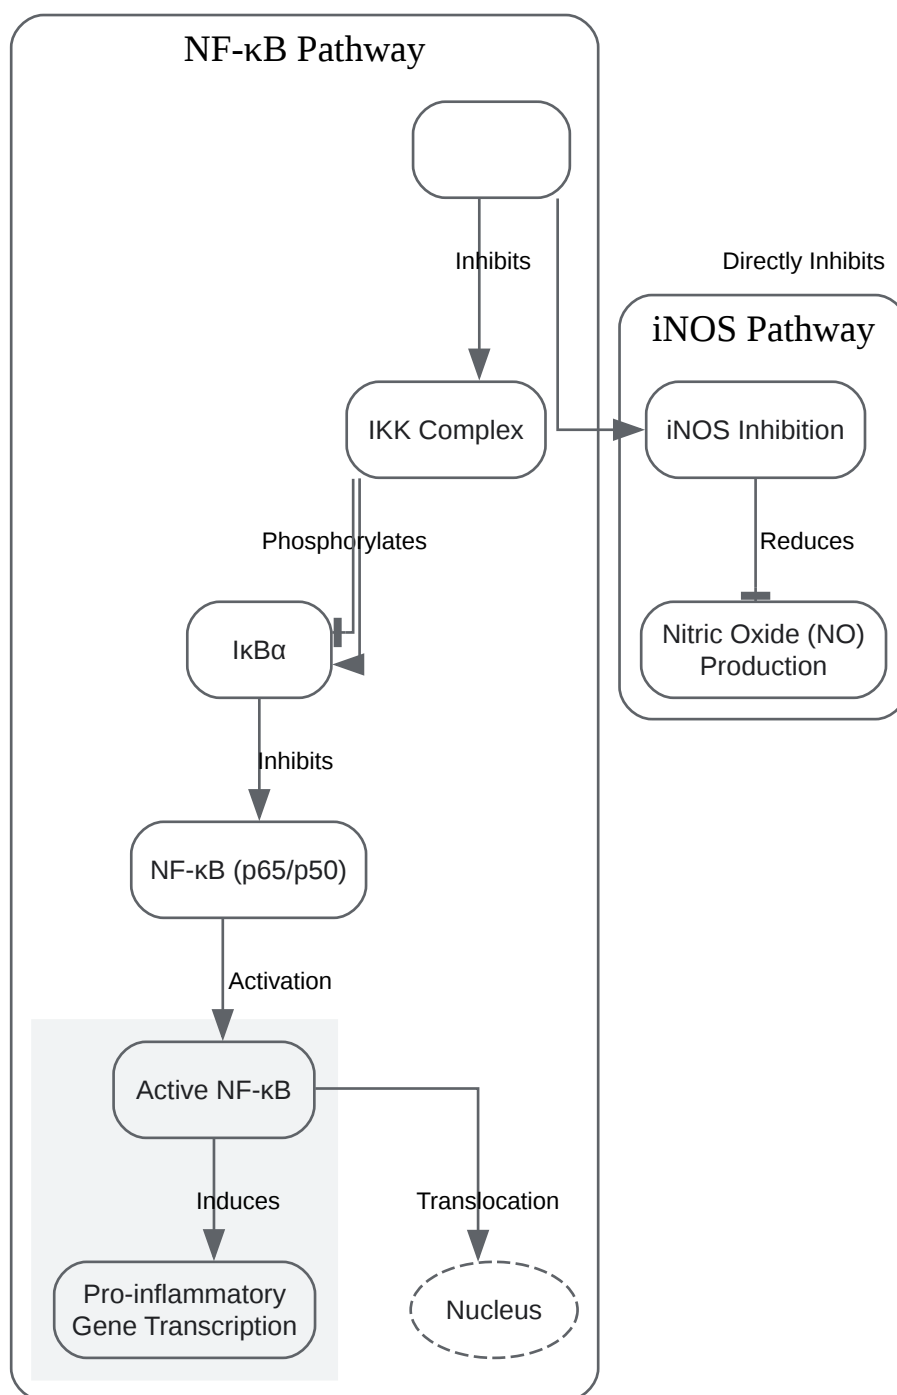 NF-κB Pathway
Inhibits
Directly Inhibits
iNOS Pathway
IKK Complex
iNOS Inhibition
Phosphorylates
Reduces
IκBα
Nitric Oxide (NO)
Production
Inhibits
NF-κB (p65/p50)
Activation
Active NF-κB
Induces
Translocation
Pro-inflammatory
Gene Transcription
Nucleus